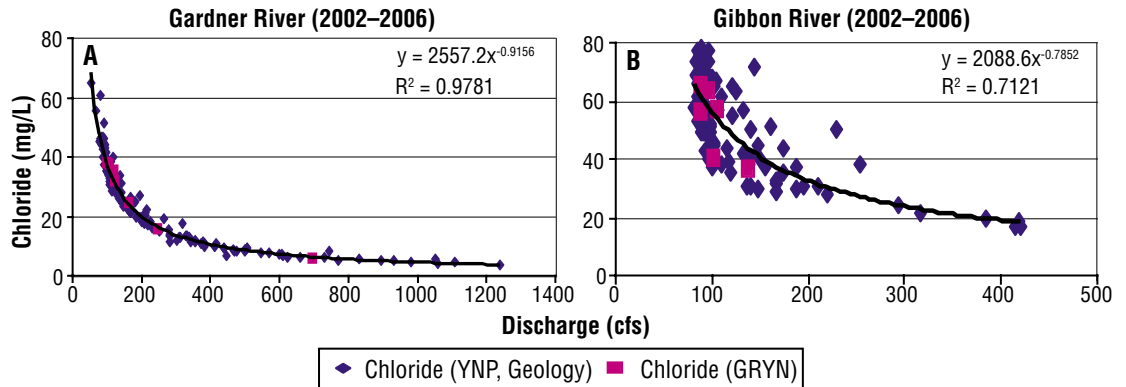 Gardner River (2002–2006)
Gibbon River (2002–2006)
Chloride (mg/L)
80
60
40
20
0
A
y = 2557.2x^-0.9156
R² = 0.9781
0 200 400 600 800 1000 1200 1400
80
60
40
20
0
B
y = 2088.6x^-0.7852
R² = 0.7121
0 100 200 300 400 500
Discharge (cfs)
Chloride (YNP, Geology) Chloride (GRYN)